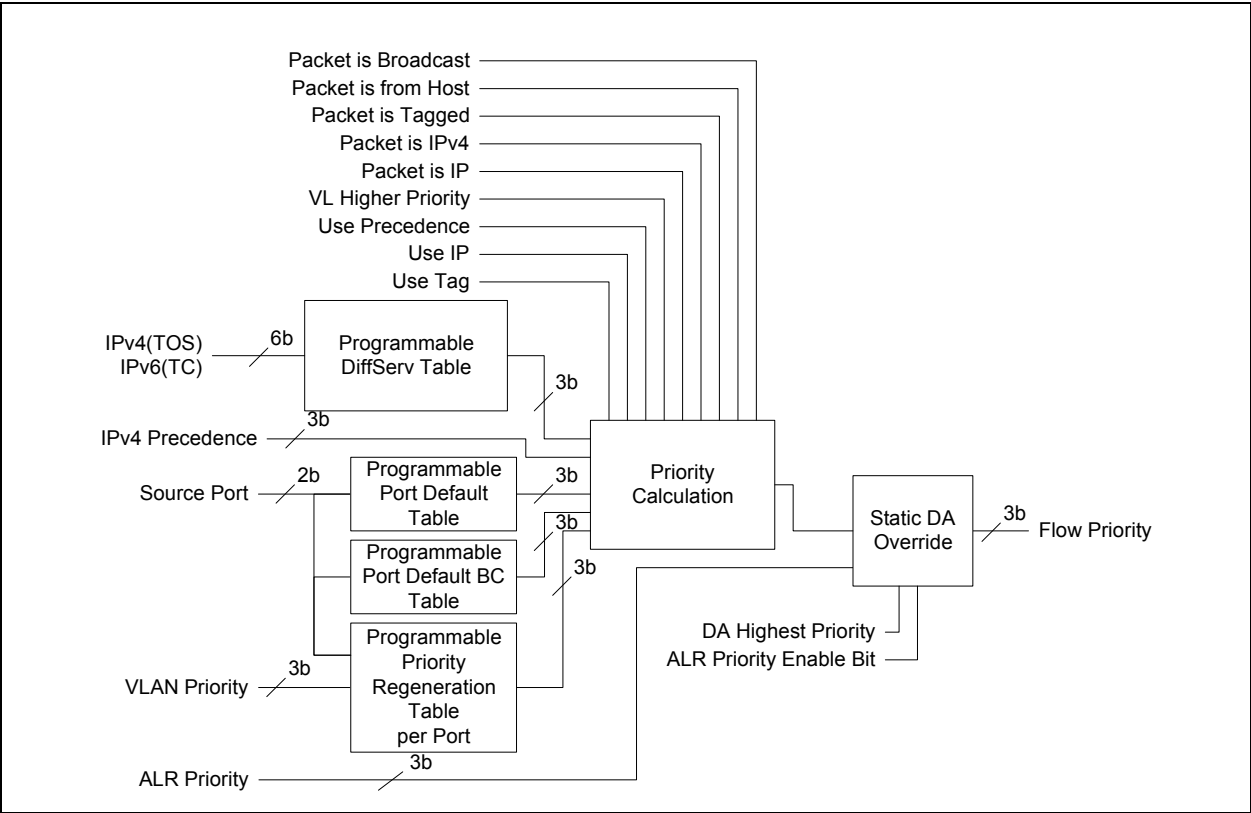 Packet is Broadcast
Packet is from Host
Packet is Tagged
Packet is IPv4
Packet is IP
VL Higher Priority
Use Precedence
Use IP
Use Tag
IPv4(TOS)
IPv6(TC)
6b
Programmable
DiffServ Table
3b
IPv4 Precedence
3b
Source Port
2b
Programmable
Port Default
Table
3b
Programmable
Port Default BC
Table
3b
VLAN Priority
3b
Programmable
Priority
Regeneration
Table
per Port
3b
ALR Priority
3b
Priority
Calculation
Static DA
Override
3b
Flow Priority
DA Highest Priority
ALR Priority Enable Bit